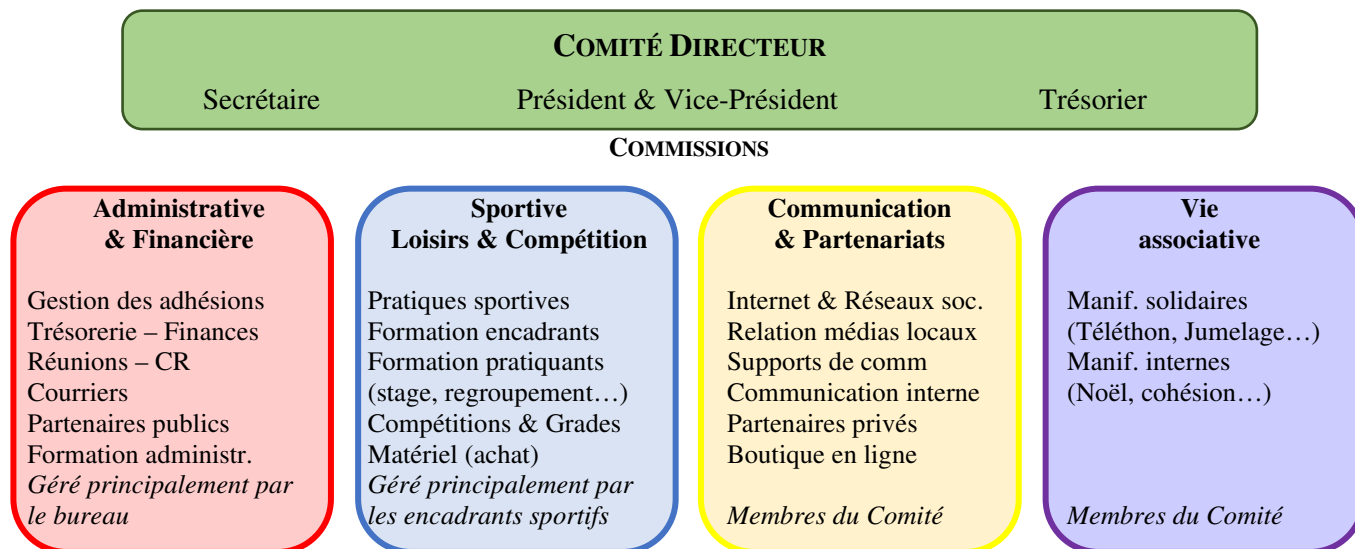 COMITÉ DIRECTEUR
Secrétaire Président & Vice-Président Trésorier
COMMISSIONS
Administrative
& Financière
Gestion des adhésions
Trésorerie – Finances
Réunions – CR
Courriers
Partenaires publics
Formation administr.
Géré principalement par
le bureau
Sportive
Loisirs & Compétition
Pratiques sportives
Formation encadrants
Formation pratiquants
(stage, regroupement…)
Compétitions & Grades
Matériel (achat)
Géré principalement par
les encadrants sportifs
Communication
& Partenariats
Internet & Réseaux soc.
Relation médias locaux
Supports de comm
Communication interne
Partenaires privés
Boutique en ligne
Membres du Comité
Vie
associative
Manif. solidaires
(Téléthon, Jumelage…)
Manif. internes
(Noël, cohésion…)
Membres du Comité